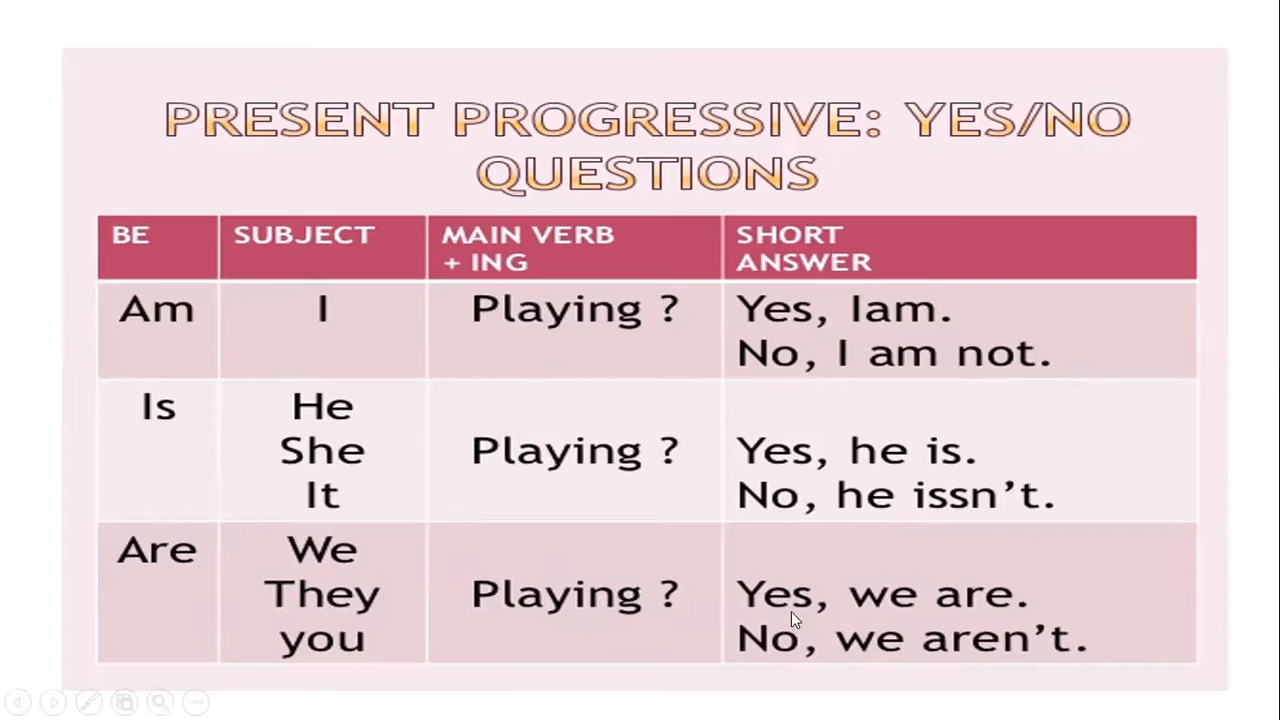 PRESENT PROGRESSIVE: YES/NO
QUESTIONS
BE SUBJECT MAIN VERB + ING SHORT ANSWER
Am I Playing ? Yes, Iam.
No, I am not.
Is He
She Playing ? Yes, he is.
It No, he issn’t.
Are We
They Playing ? Yes, we are.
you No, we aren’t.